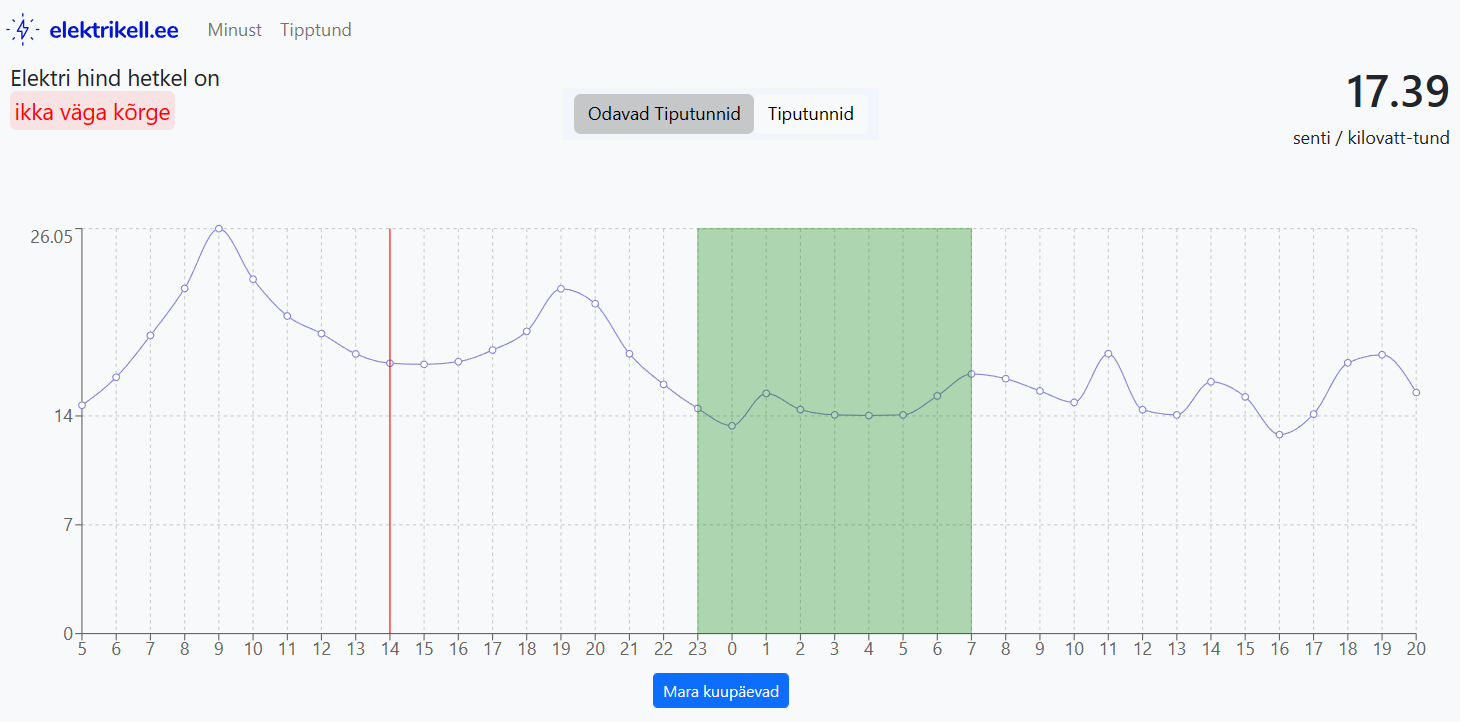 elektrikell.ee Minust Tipptund
Elektri hind hetkel on
ikka väga kõrge
Odavad Tiputunnid Tiputunnid
17.39
senti / kilovatt-tund
26.05
14
7
0
5 6 7 8 9 10 11 12 13 14 15 16 17 18 19 20 21 22 23 0 1 2 3 4 5 6 7 8 9 10 11 12 13 14 15 16 17 18 19 20
Mara kuupäevad